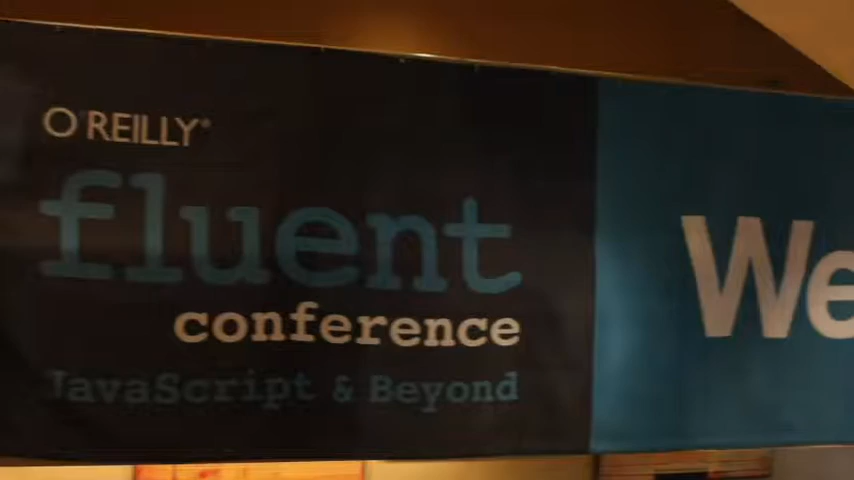 O'REILLY®
fluent
conference
JavaScript & Beyond
We